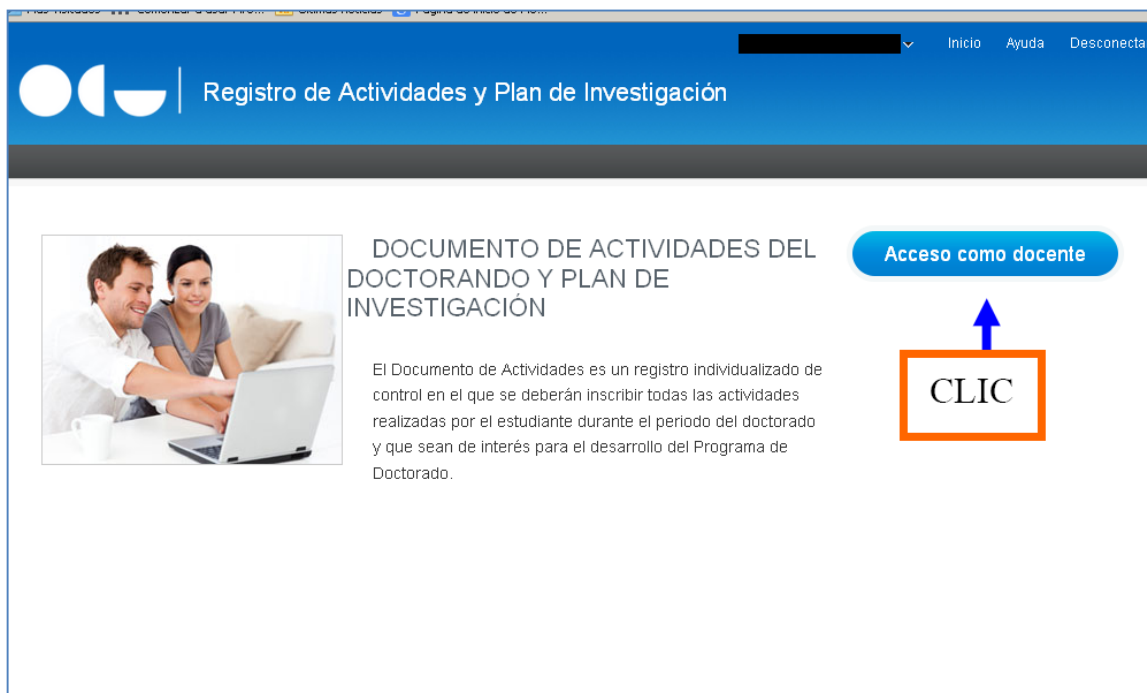 Inicio Ayuda Desconecta
Registro de Actividades y Plan de Investigación
DOCUMENTO DE ACTIVIDADES DEL
DOCTORANDO Y PLAN DE
INVESTIGACIÓN
Acceso como docente
El Documento de Actividades es un registro individualizado de
control en el que se deberán inscribir todas las actividades
realizadas por el estudiante durante el periodo del doctorado
y que sean de interés para el desarrollo del Programa de
Doctorado.
CLIC